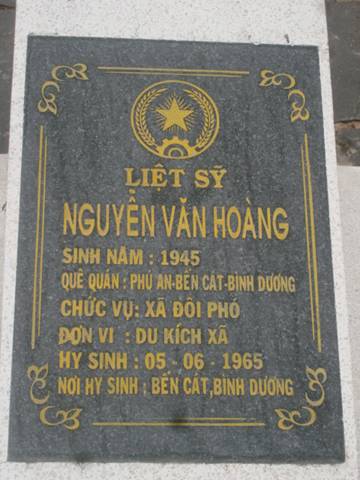 LIỆT SỸ
NGUYỄN VĂN HOÀNG
SINH NĂM : 1945
QUÊ QUÁN : PHÚ AN-BẾN CÁT-BÌNH DƯƠNG
CHỨC VỤ: XÃ ĐỘI PHÓ
ĐƠN VỊ : DU KÍCH XÃ
HY SINH : 05 - 06 - 1965
NƠI HY SINH : BẾN CÁT,BÌNH DƯƠNG